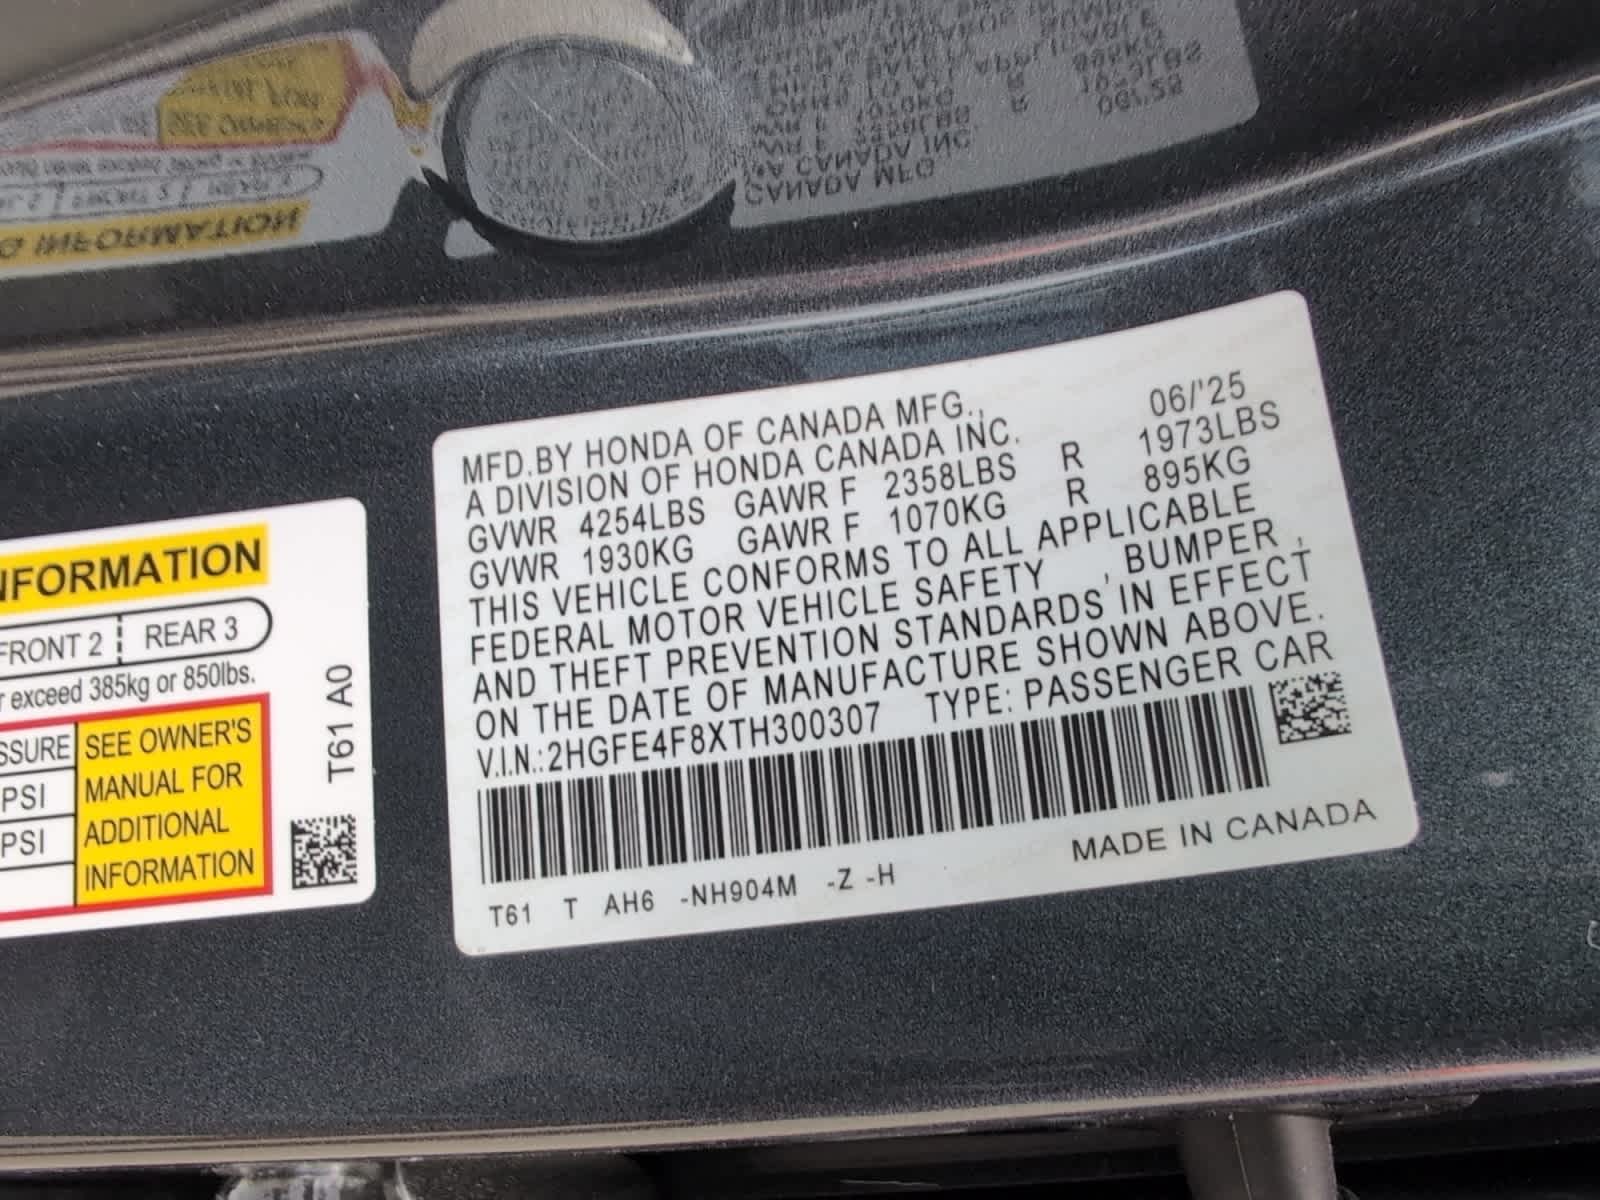 NFORMATION
FRONT 2 REAR 3
r exceed 385kg or 850lbs.
SSURE
PSI
PSI
SEE OWNER'S
MANUAL FOR
ADDITIONAL
INFORMATION
T61 A0
MFD.BY HONDA OF CANADA MFG.,
06/'25
A DIVISION OF HONDA CANADA INC.
GVWR 4254LBS GAWR F 2358LBS R 1973LBS
GVWR 1930KG GAWR F 1070KG R 895KG
THIS VEHICLE CONFORMS TO ALL APPLICABLE
FEDERAL MOTOR VEHICLE SAFETY , BUMPER ,
AND THEFT PREVENTION STANDARDS IN EFFECT
ON THE DATE OF MANUFACTURE SHOWN ABOVE.
V.I.N.:2HGFE4F8XTH300307 TYPE: PASSENGER CAR
MADE IN CANADA
T61 T AH6 -NH904M -Z -H